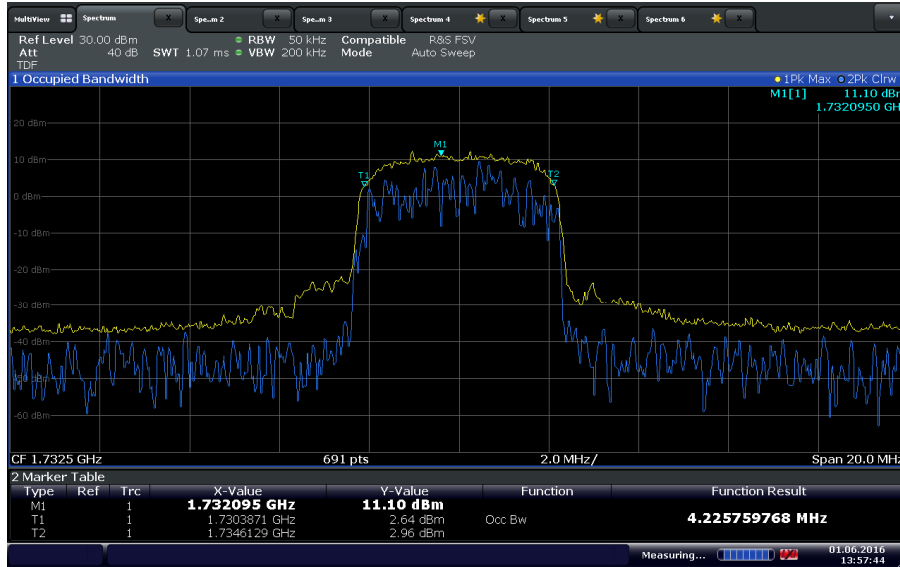 MultiView Spectrum X Spe...m 2 X Spe...m 3 X Spectrum 4 X Spectrum 5 X Spectrum 6 X
Ref Level 30.00 dBm RBW 50 kHz Compatible R&S FSV
Att 40 dB SWT 1.07 ms VBW 200 kHz Mode Auto Sweep
TDF
1 Occupied Bandwidth 1Pk Max 2Pk Clrw
M1[1] 11.10 dBm
1.7320950 GH
20 dBm
M1
10 dBm
T1 T2
0 dBm
-10 dBm
-20 dBm
-30 dBm
-40 dBm
-60 dBm
CF 1.7325 GHz 691 pts 2.0 MHz/ Span 20.0 MHz
2 Marker Table
Type Ref Trc X-Value Y-Value Function Function Result
M1 1 1.732095 GHz 11.10 dBm
T1 1 1.7303871 GHz 2.64 dBm Occ Bw 4.225759768 MHz
T2 1 1.7346129 GHz 2.96 dBm
Measuring... 01.06.2016
13:57:44